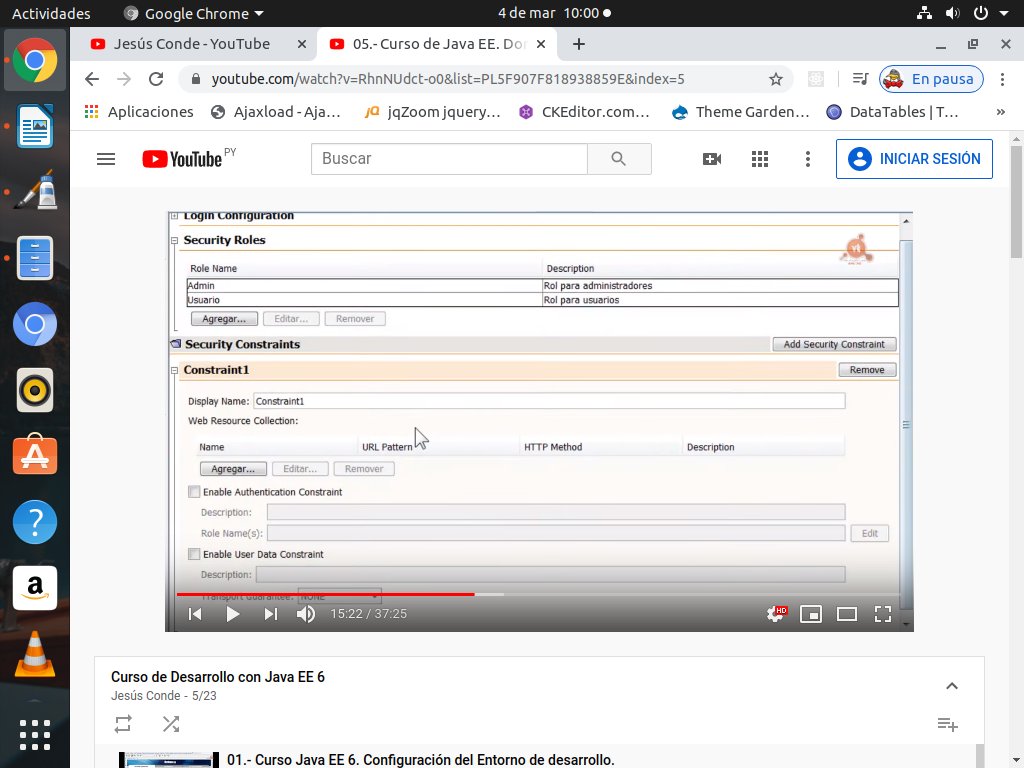 Actividades
Google Chrome
4 de mar 10:00
Jesús Conde - YouTube
05.- Curso de Java EE. Dor
youtube.com/watch?v=RhnNUdct-o0&list=PL5F907F818938859E&index=5
En pausa
Aplicaciones
Ajaxload - Aja...
jqZoom jquery...
CKEditor.com...
Theme Garden...
DataTables | T...
»
YouTube PY
Buscar
INICIAR SESIÓN
Login Configuration
Security Roles
Role Name
Description
Admin
Rol para administradores
Usuario
Rol para usuarios
Agregar...
Editar...
Remover
Security Constraints
Add Security Constraint
Constraint1
Remove
Display Name:
Constraint1
Web Resource Collection:
Name
URL Pattern
HTTP Method
Description
Agregar...
Editar...
Remover
Enable Authentication Constraint
Description:
Role Name(s):
Edit
Enable User Data Constraint
Description:
Transport Guarantee:
NONE
15:22 / 37:25
HD
Curso de Desarrollo con Java EE 6
Jesús Conde - 5/23
01.- Curso Java EE 6. Configuración del Entorno de desarrollo.